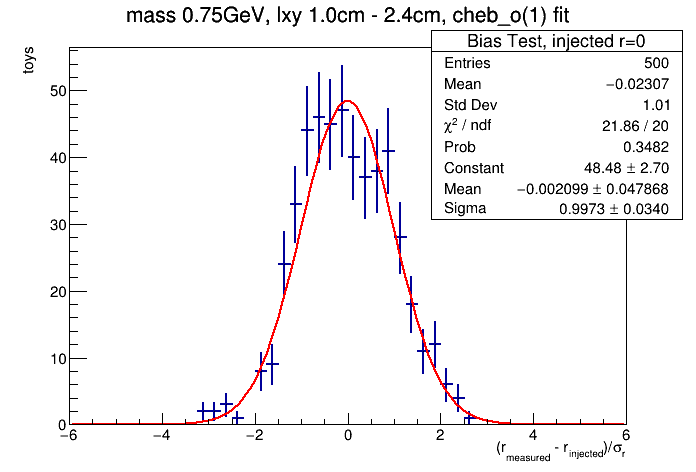 mass 0.75GeV, lxy 1.0cm - 2.4cm, cheb_o(1) fit
toys
Bias Test, injected r=0
Entries 500
Mean −0.02307
Std Dev 1.01
χ² / ndf 21.86 / 20
Prob 0.3482
Constant 48.48 ± 2.70
Mean −0.002099 ± 0.047868
Sigma 0.9973 ± 0.0340
50
40
30
20
10
0
−6 −4 −2 0 2 4 6
(r_measured - r_injected)/σ_r